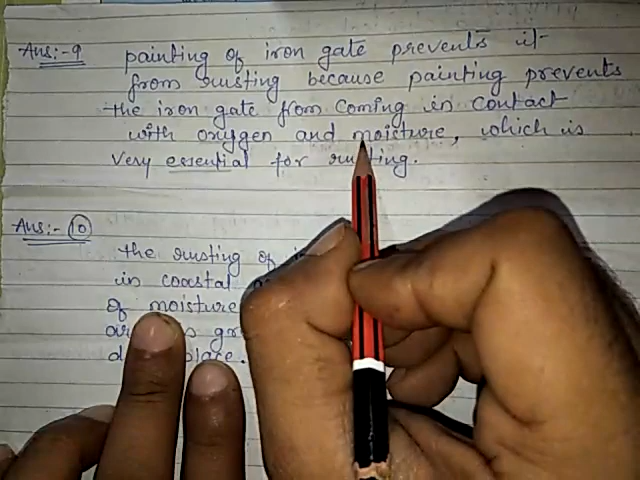 Ans:-9 painting of iron gate prevents it
from rusting because painting prevents
the iron gate from coming in contact
with oxygen and moisture, which is
very essential for rusting.
Ans:- 10
the rusting of
in coastal
of moisture
place.